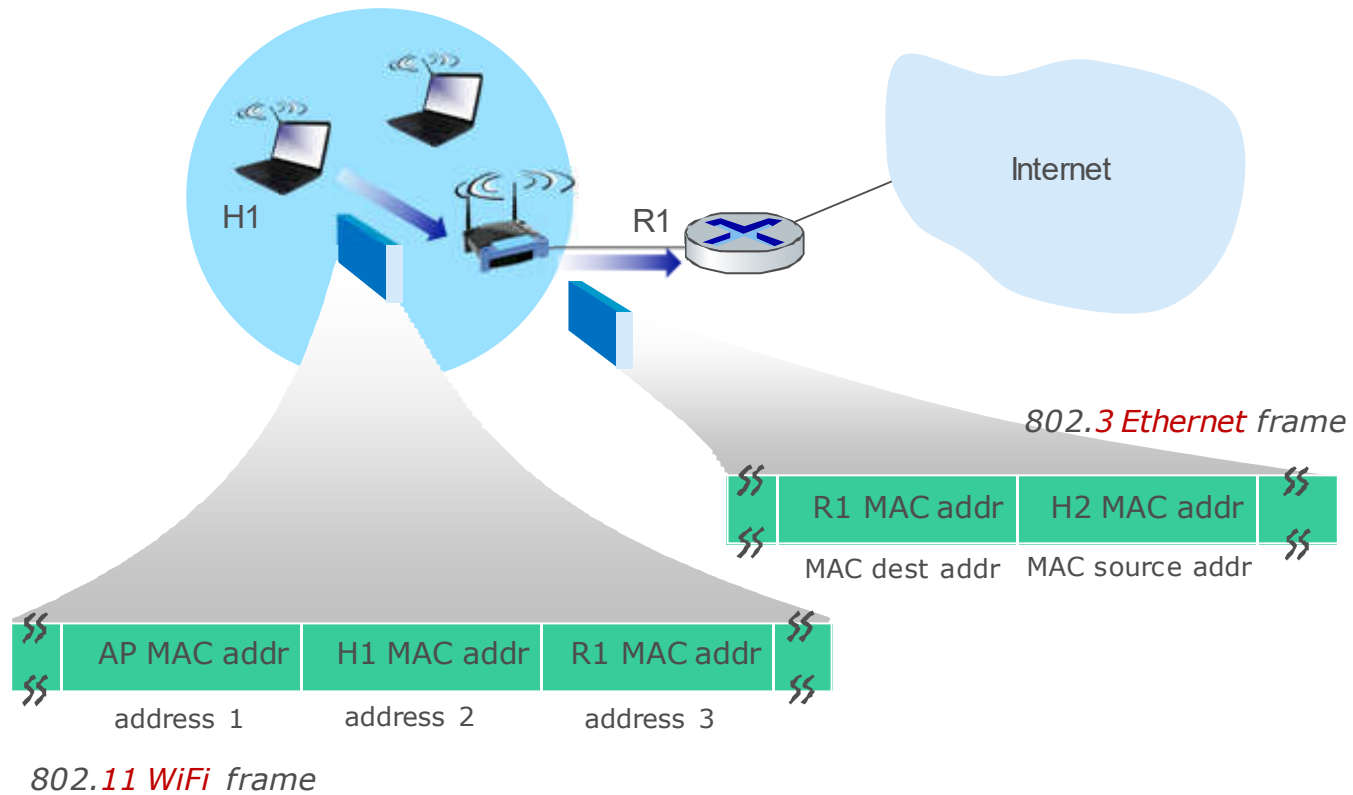 Internet
H1
R1
802.3 Ethernet frame
R1 MAC addr H2 MAC addr
MAC dest addr MAC source addr
AP MAC addr H1 MAC addr R1 MAC addr
address 1 address 2 address 3
802.11 WiFi frame